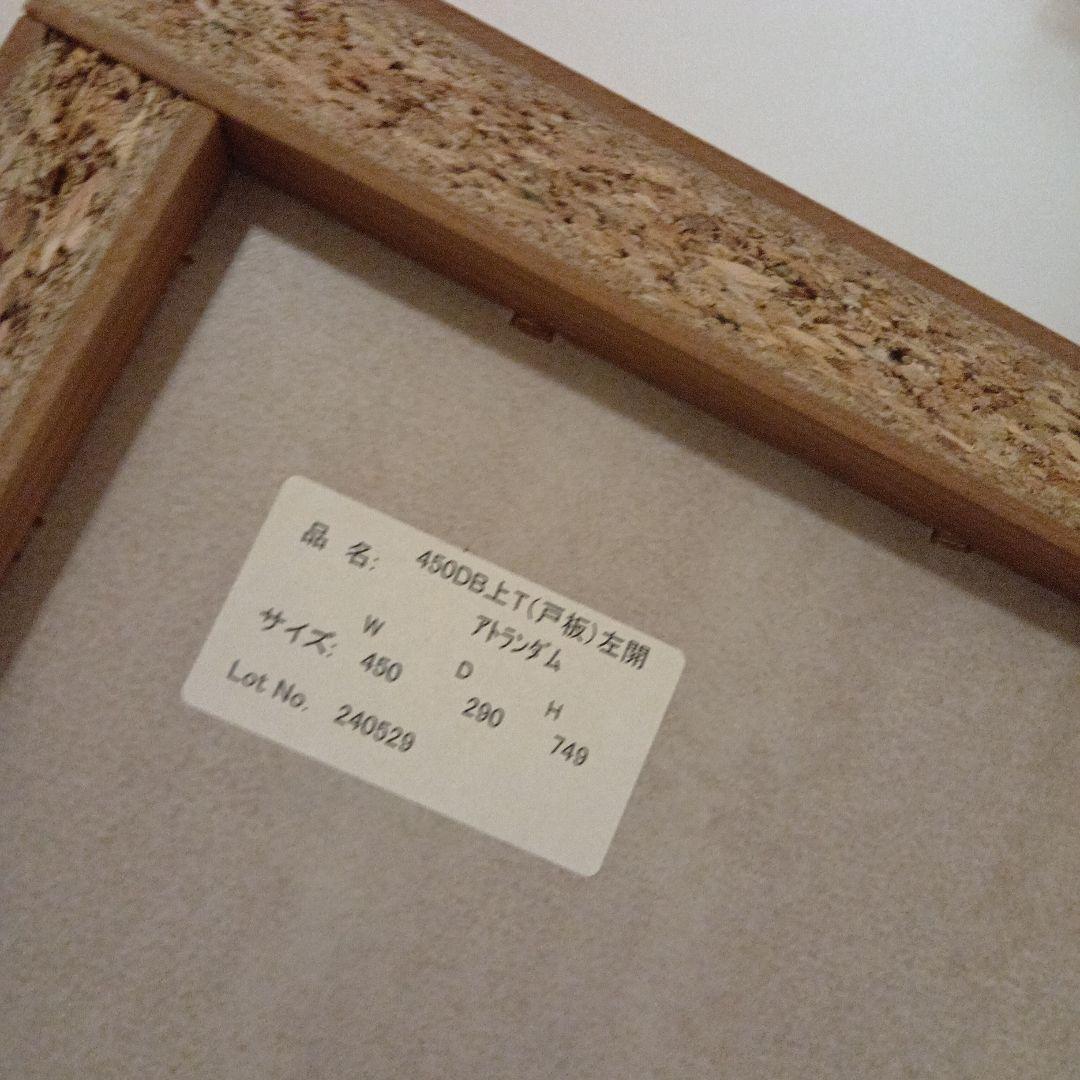 品 名; 450DB上T(戸板)左開
ｱﾄﾗﾝﾀﾞﾑ
W D H
サイズ; 450 290 749
Lot No. 240529